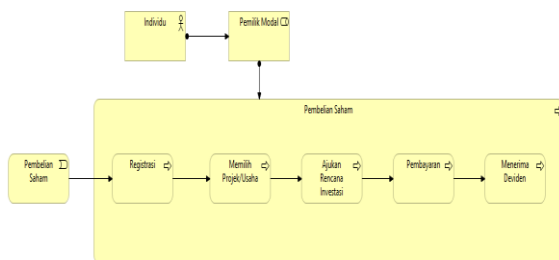 Individu
Pemilik Modal
Pembelian Saham
Pembelian
Saham
Registrasi
Memilih
Projek/Usaha
Ajukan
Rencana
Investasi
Pembayaran
Menerima
Deviden